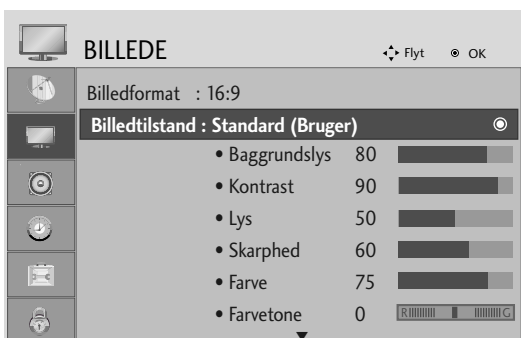 BILLEDE Flyt OK
Billedformat : 16:9
Billedtilstand : Standard (Bruger)
• Baggrundslys 80
• Kontrast 90
• Lys 50
• Skarphed 60
• Farve 75
• Farvetone 0 R G